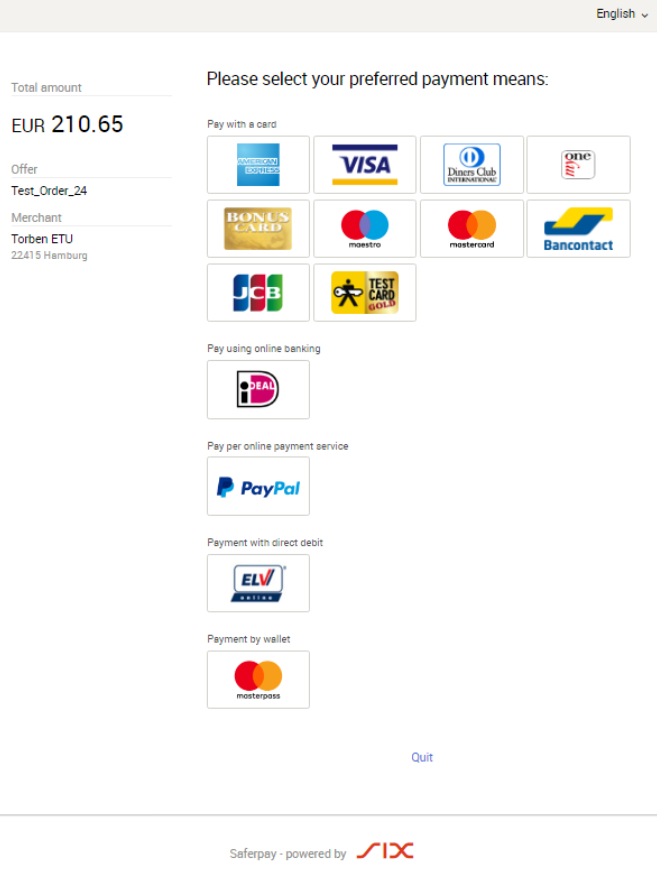 English
Total amount
EUR 210.65
Offer
Test_Order_24
Merchant
Torben ETU
22415 Hamburg
Please select your preferred payment means:
Pay with a card
AMERICAN EXPRESS
VISA
Diners Club
INTERNATIONAL
one
BONUS
CARD
maestro
mastercard
Bancontact
JCB
TEST
CARD
GOLD
Pay using online banking
iDEAL
Pay per online payment service
PayPal
Payment with direct debit
ELV
online
Payment by wallet
masterpass
Quit
Saferpay - powered by SIX